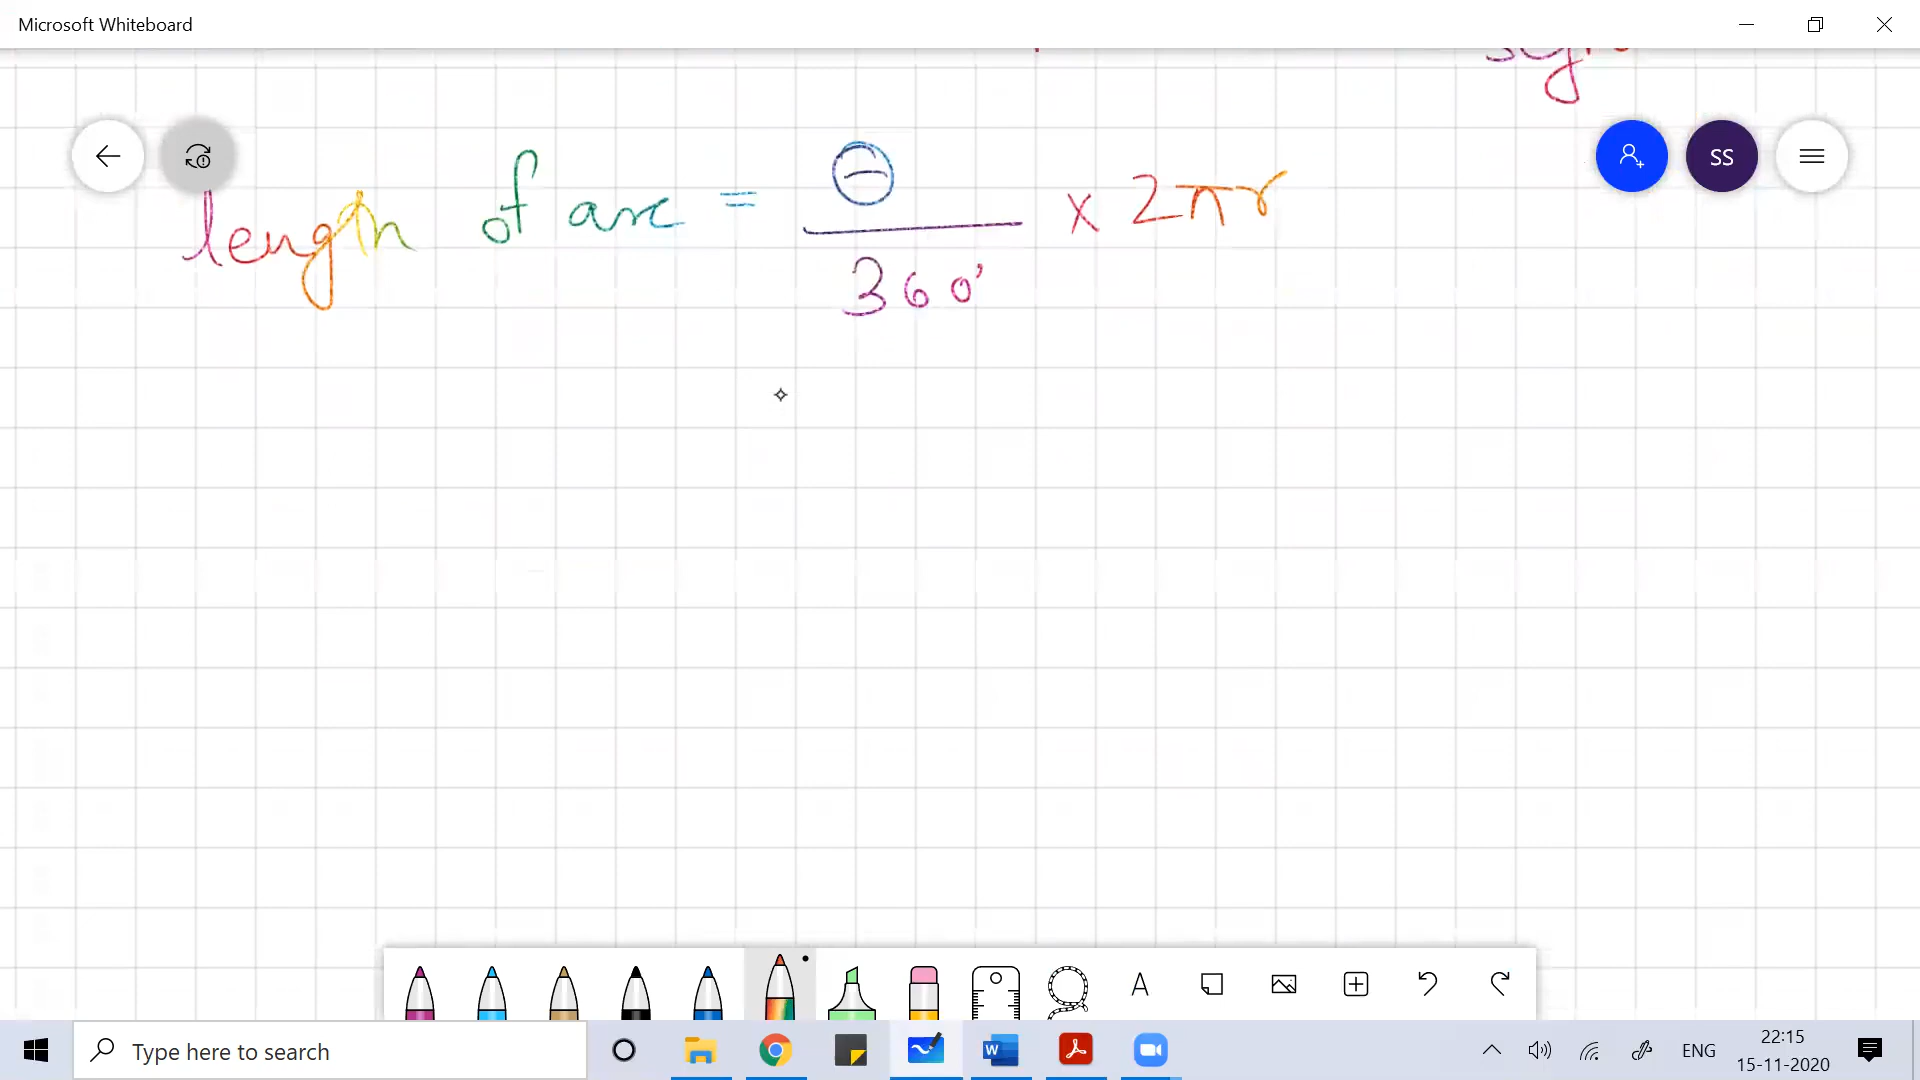 Microsoft Whiteboard
SS
length of arc = θ / 360° × 2πr
A
Type here to search
W
ENG
22:15
15-11-2020